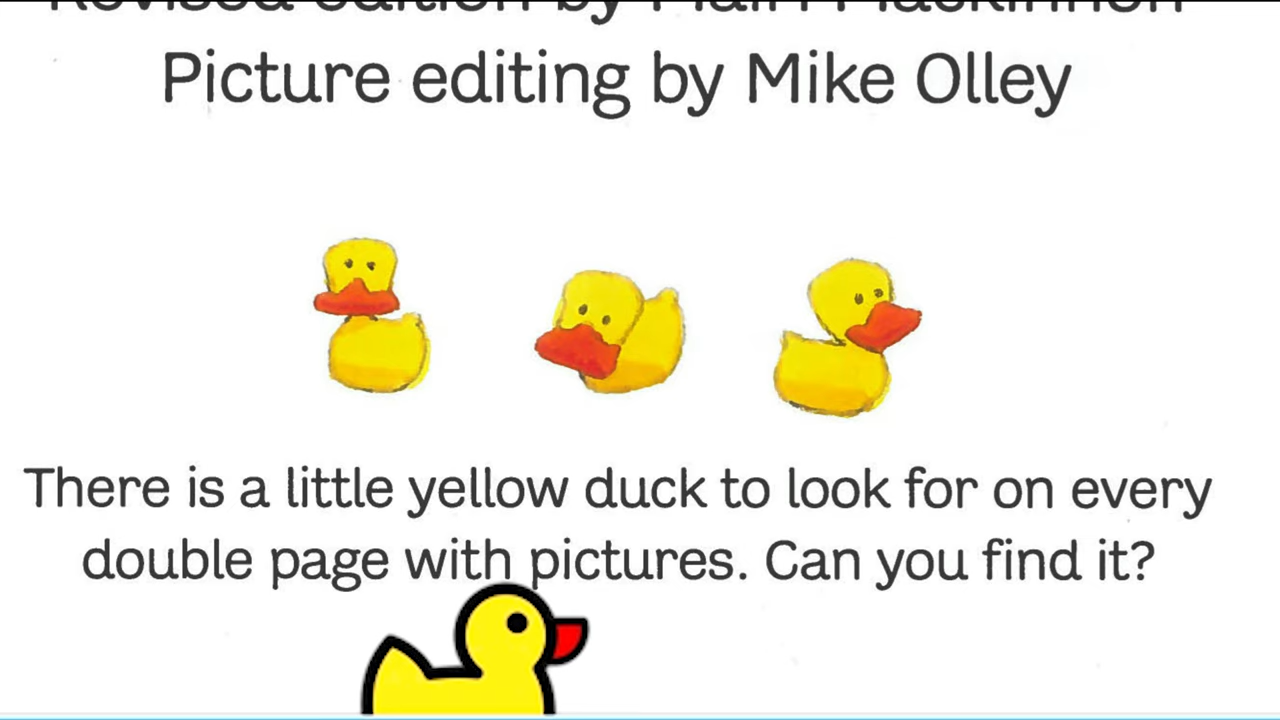 Picture editing by Mike Olley
There is a little yellow duck to look for on every
double page with pictures. Can you find it?